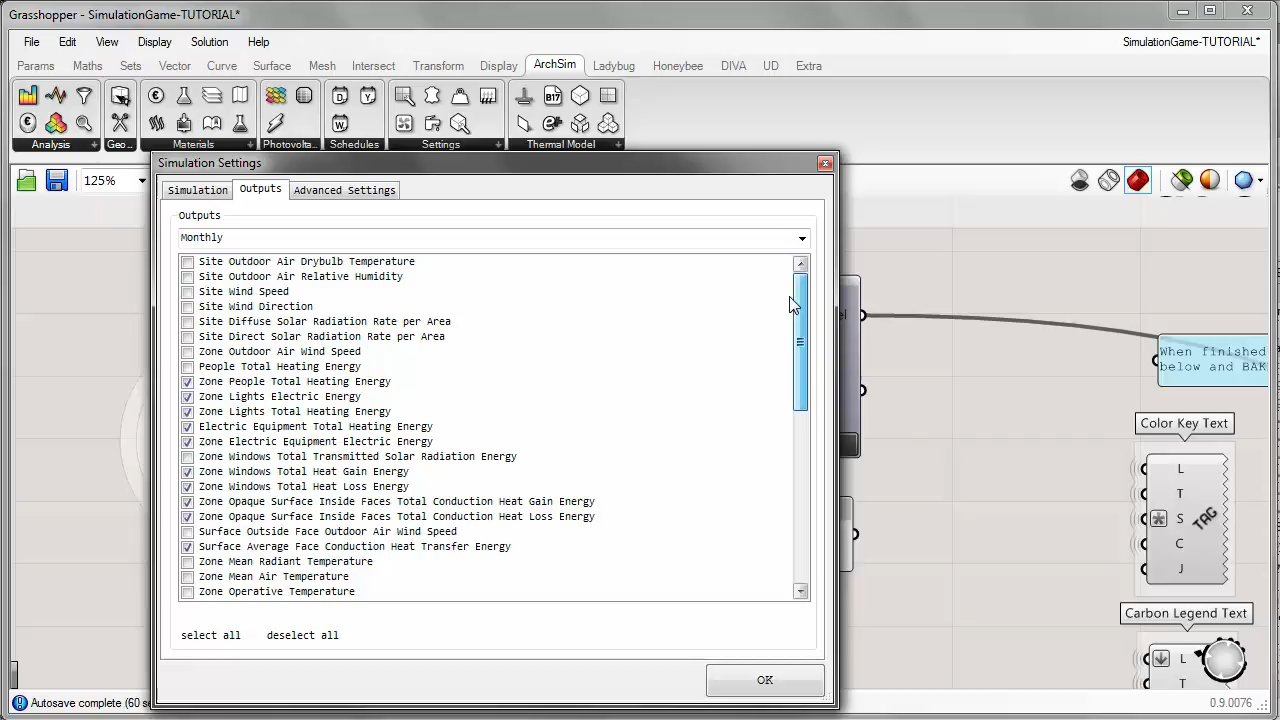 Grasshopper - SimulationGame-TUTORIAL*
File Edit View Display Solution Help
SimulationGame-TUTORIAL*
Params Maths Sets Vector Curve Surface Mesh Intersect Transform Display ArchSim Ladybug Honeybee DIVA UD Extra
D Y
B17
W
Analysis Geo... Materials Photovolta... Schedules Settings Thermal Model
Simulation Settings
125%
Simulation Outputs Advanced Settings
Outputs
Monthly
Site Outdoor Air Drybulb Temperature
Site Outdoor Air Relative Humidity
Site Wind Speed
Site Wind Direction
Site Diffuse Solar Radiation Rate per Area
Site Direct Solar Radiation Rate per Area
Zone Outdoor Air Wind Speed
People Total Heating Energy
Zone People Total Heating Energy
Zone Lights Electric Energy
Zone Lights Total Heating Energy
Electric Equipment Total Heating Energy
Zone Electric Equipment Electric Energy
Zone Windows Total Transmitted Solar Radiation Energy
Zone Windows Total Heat Gain Energy
Zone Windows Total Heat Loss Energy
Zone Opaque Surface Inside Faces Total Conduction Heat Gain Energy
Zone Opaque Surface Inside Faces Total Conduction Heat Loss Energy
Surface Outside Face Outdoor Air Wind Speed
Surface Average Face Conduction Heat Transfer Energy
Zone Mean Radiant Temperature
Zone Mean Air Temperature
Zone Operative Temperature
select all deselect all
OK
el
When finished
below and BAK
Color Key Text
L
T
S
C
J
TAG
Carbon Legend Text
L
T
Autosave complete (60 se
0.9.0076